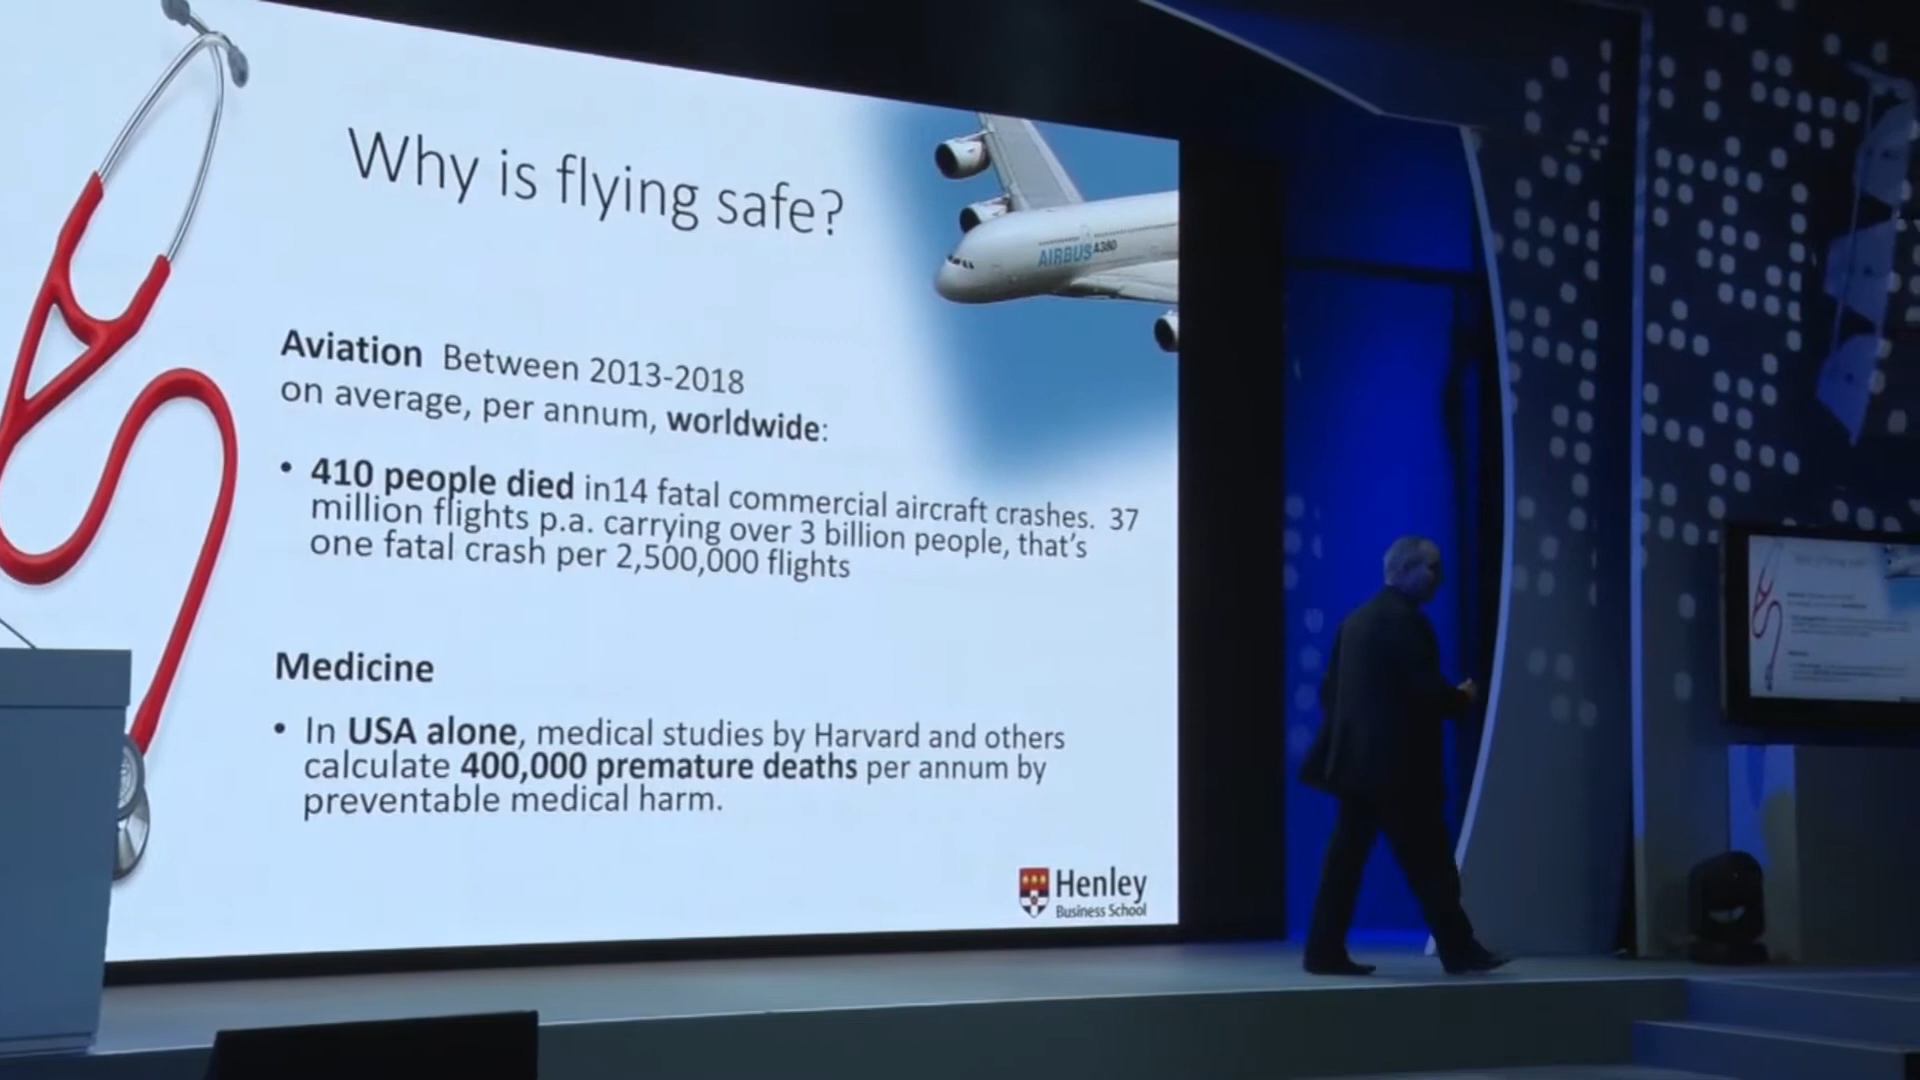 Why is flying safe?
AIRBUS A380
Aviation Between 2013-2018
on average, per annum, worldwide:
• 410 people died in14 fatal commercial aircraft crashes. 37
million flights p.a. carrying over 3 billion people, that's
one fatal crash per 2,500,000 flights
Medicine
• In USA alone, medical studies by Harvard and others
calculate 400,000 premature deaths per annum by
preventable medical harm.
Henley
Business School